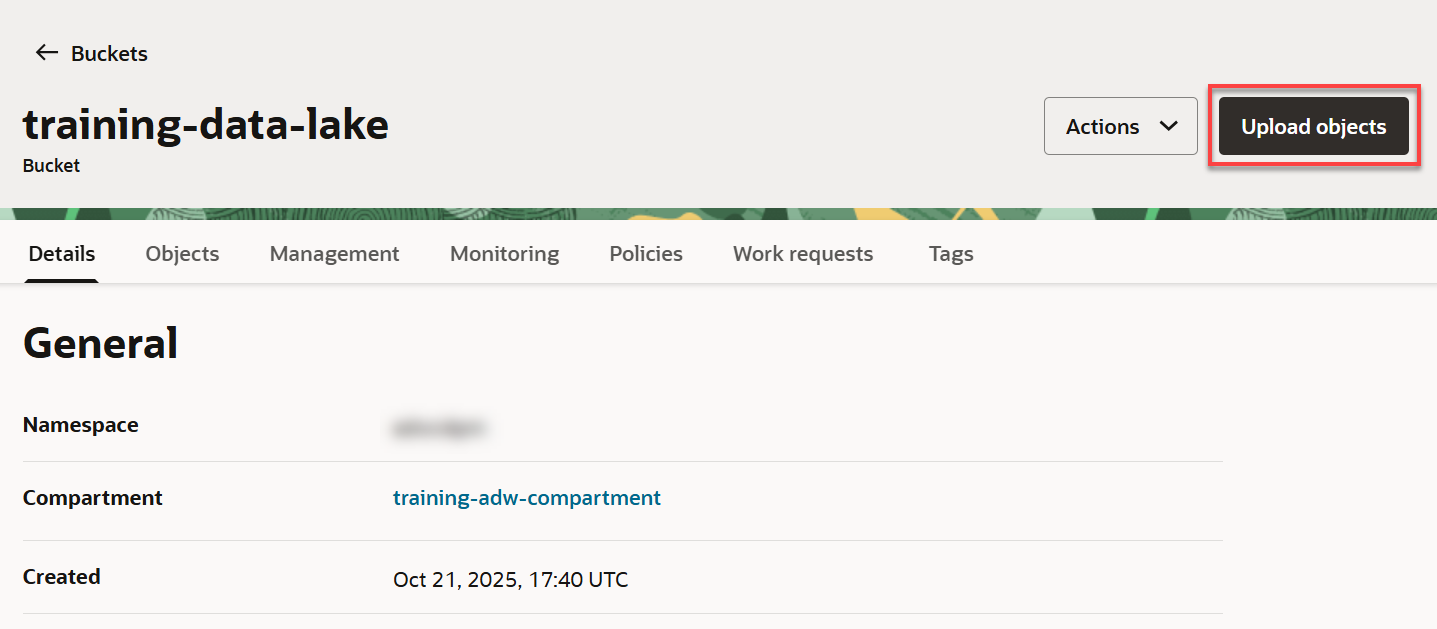 Buckets
training-data-lake
Bucket
Actions
Upload objects
Details Objects Management Monitoring Policies Work requests Tags
General
Namespace
Compartment training-adw-compartment
Created Oct 21, 2025, 17:40 UTC